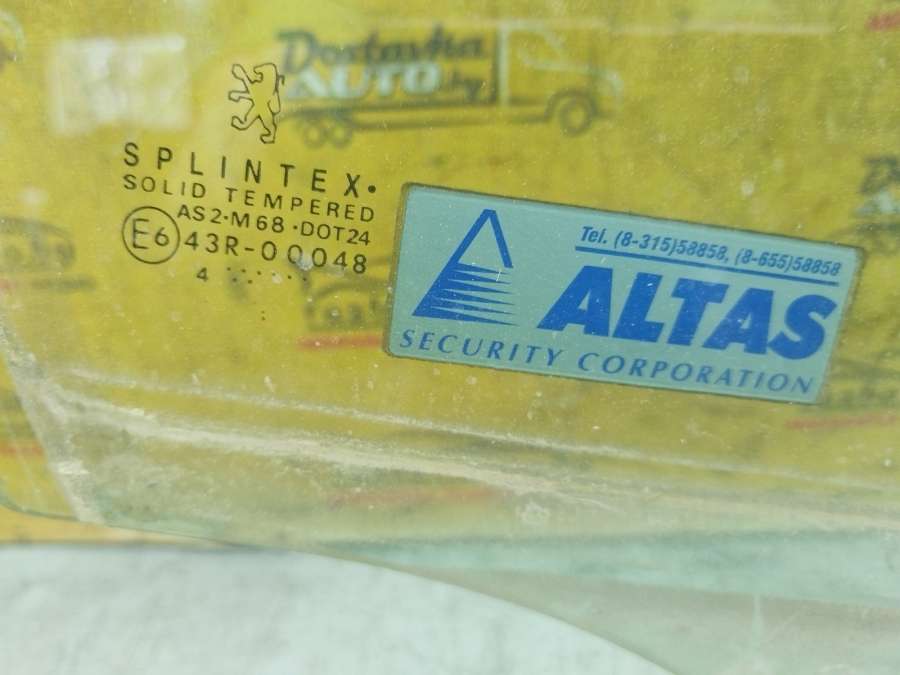 Dostavka
AUTO.by
SPLINTEX•
SOLID TEMPERED
AS2•M68•DOT24
E6 43R-00048
4
Tel. (8-315)58858, (8-655)58858
ALTAS
SECURITY CORPORATION